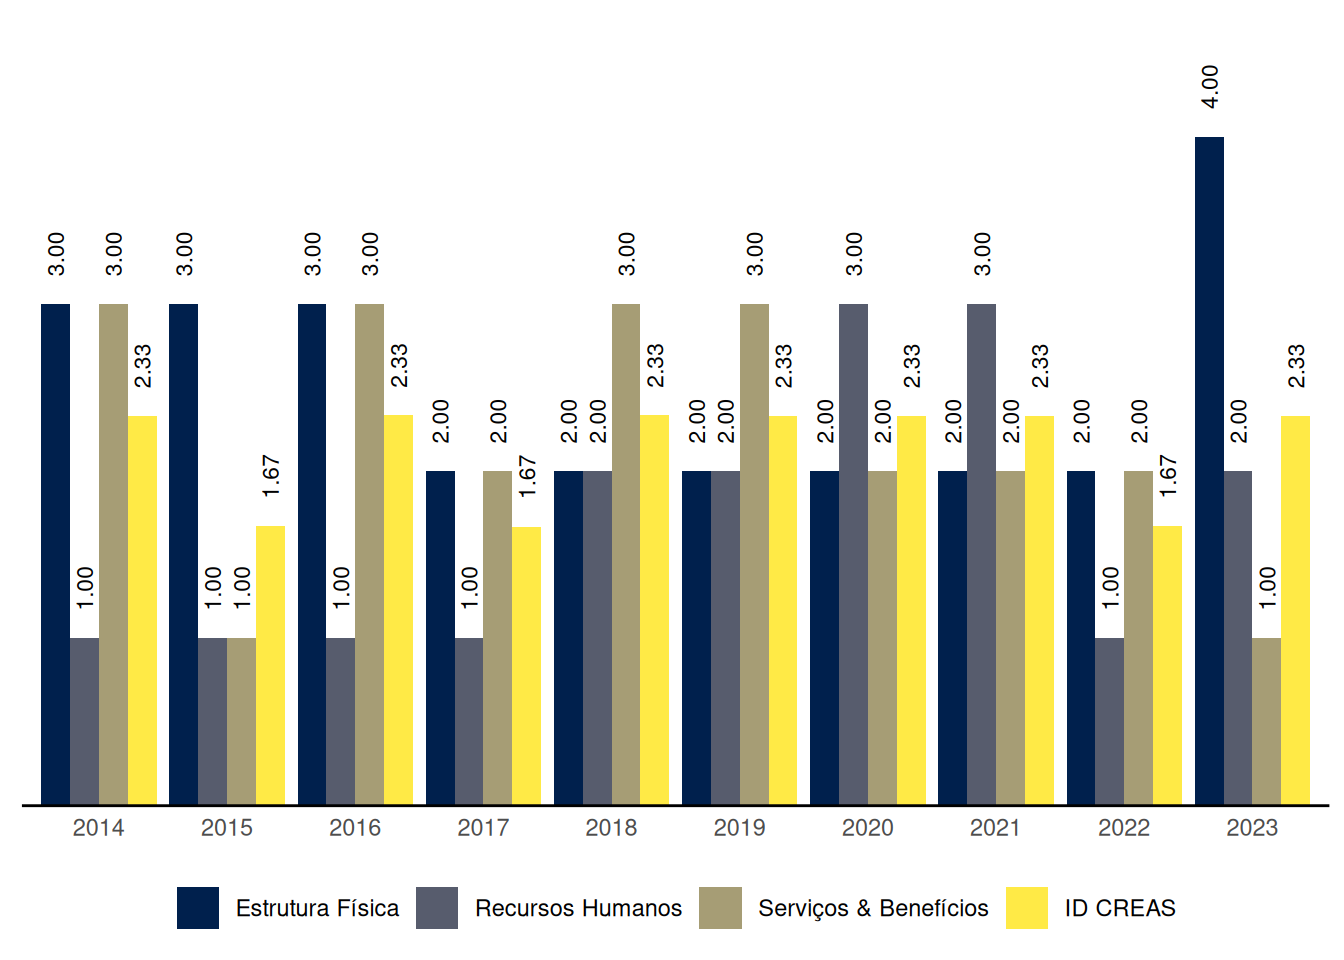 4.00
3.00 3.00 3.00 3.00 3.00 3.00 3.00 3.00 3.00
2.33 2.33 2.33 2.33 2.33 2.33 2.33
2.00 2.00 2.00 2.00 2.00 2.00 2.00 2.00 2.00 2.00 2.00 2.00 2.00
1.67 1.67 1.67
1.00 1.00 1.00 1.00 1.00 1.00 1.00
2014 2015 2016 2017 2018 2019 2020 2021 2022 2023
Estrutura Física Recursos Humanos Serviços & Benefícios ID CREAS